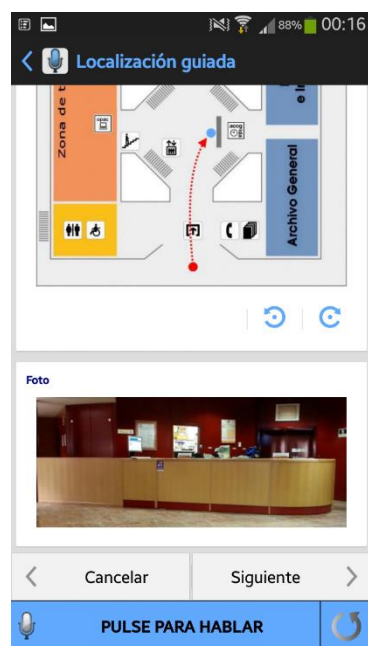 88% 00:16
Localización guiada
Zona de t
e I
Archivo General
Foto
Cancelar
Siguiente
PULSE PARA HABLAR